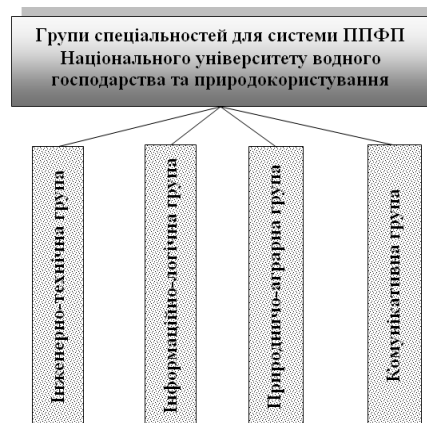 Групи спеціальностей для системи ППФП
Національного університету водного
господарства та природокористування
Інженерно-технічна група
Інформаційно-логічна група
Природничо-аграрна група
Комунікативна група